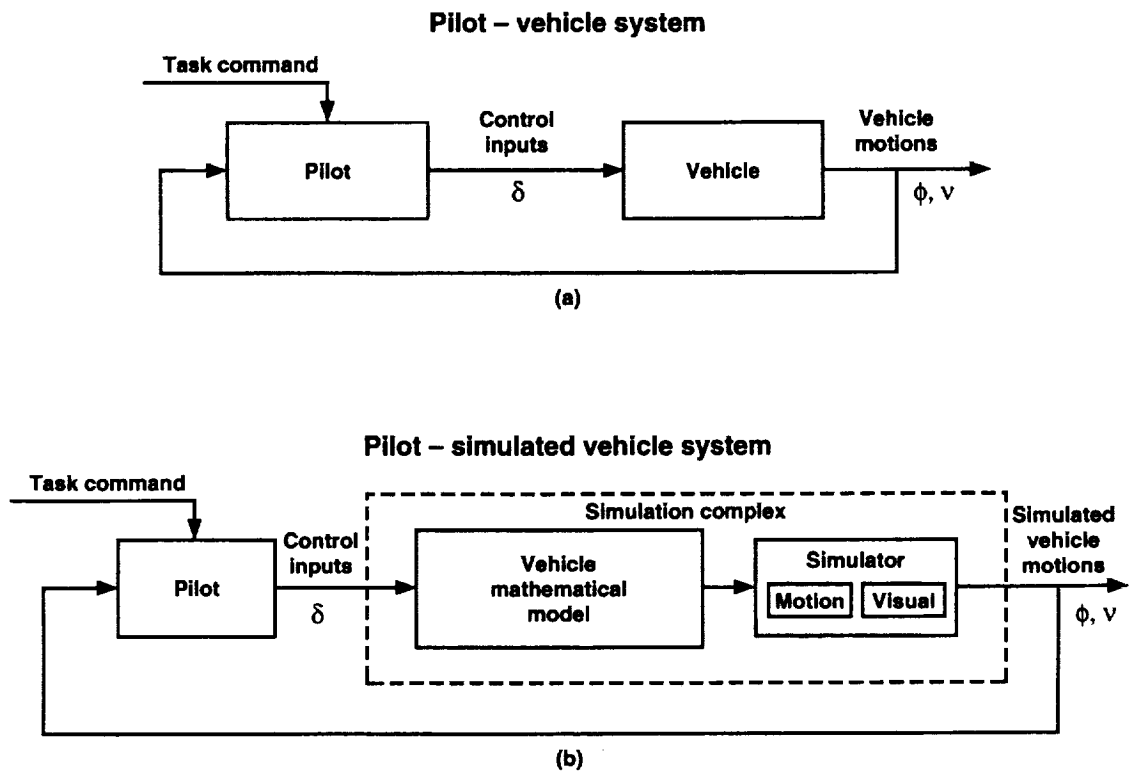 Pilot – vehicle system
Task command
Pilot
Control
inputs
δ
Vehicle
Vehicle
motions
ϕ, ν
(a)
Pilot – simulated vehicle system
Task command
Pilot
Control
inputs
δ
Simulation complex
Vehicle
mathematical
model
Simulator
Motion
Visual
Simulated
vehicle
motions
ϕ, ν
(b)